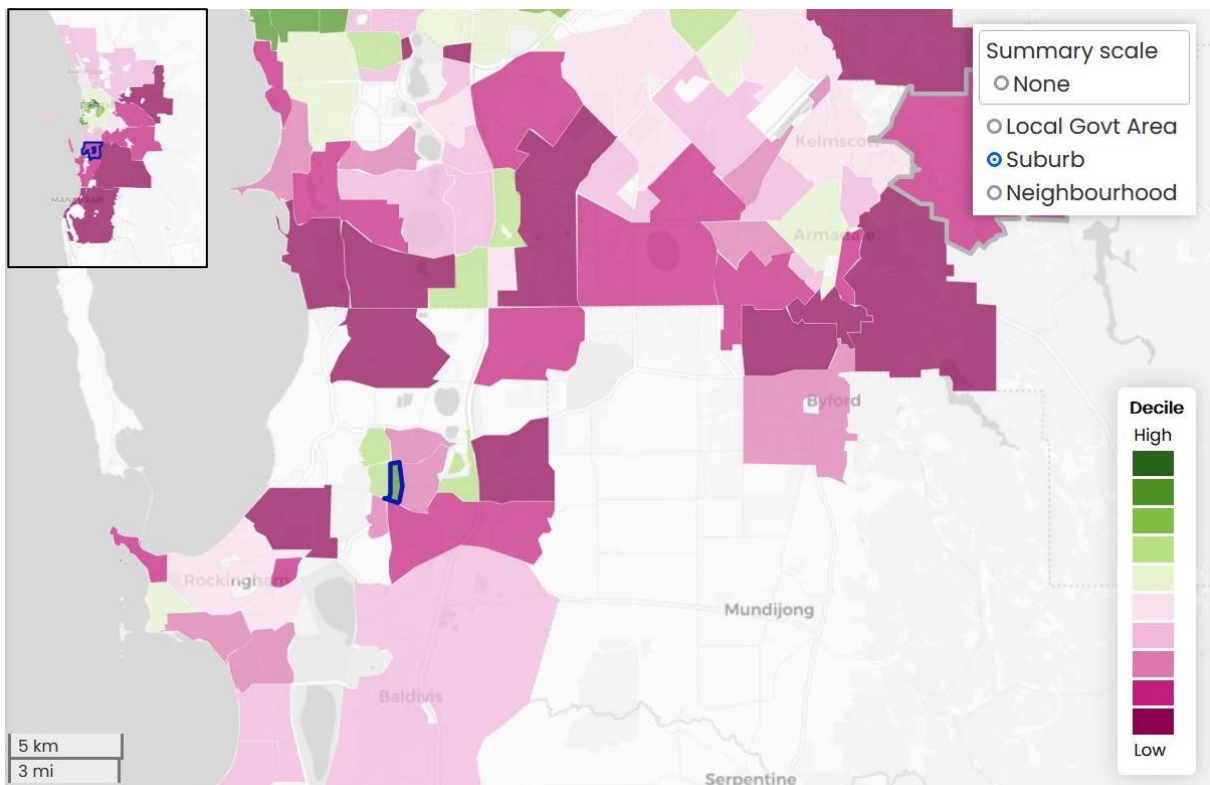 MANDURAH
Summary scale
None
Local Govt Area
Suburb
Neighbourhood
Kelmscott
Armadale
Byford
Decile
High
Low
Rockingham
Mundijong
Baldivis
Serpentine
5 km
3 mi